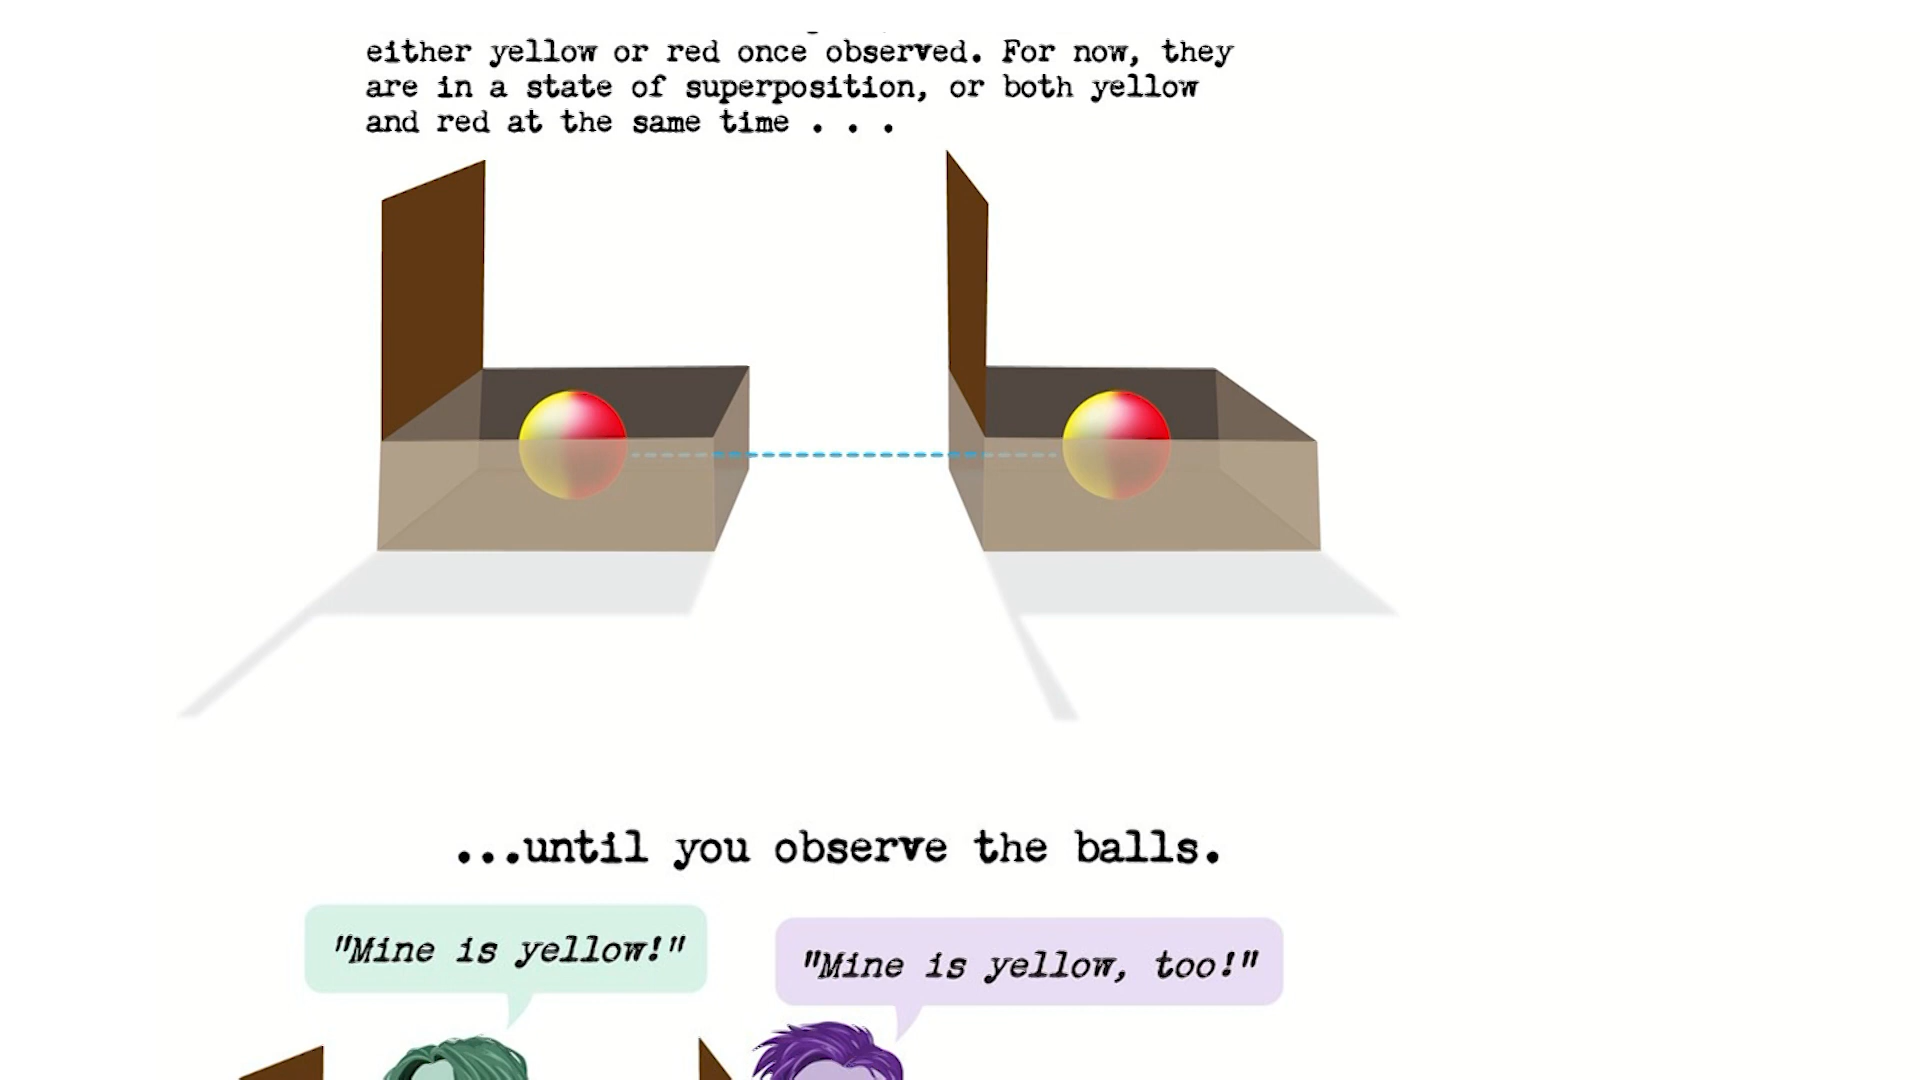 either yellow or red once observed. For now, they
are in a state of superposition, or both yellow
and red at the same time . . .
...until you observe the balls.
"Mine is yellow!"
"Mine is yellow, too!"